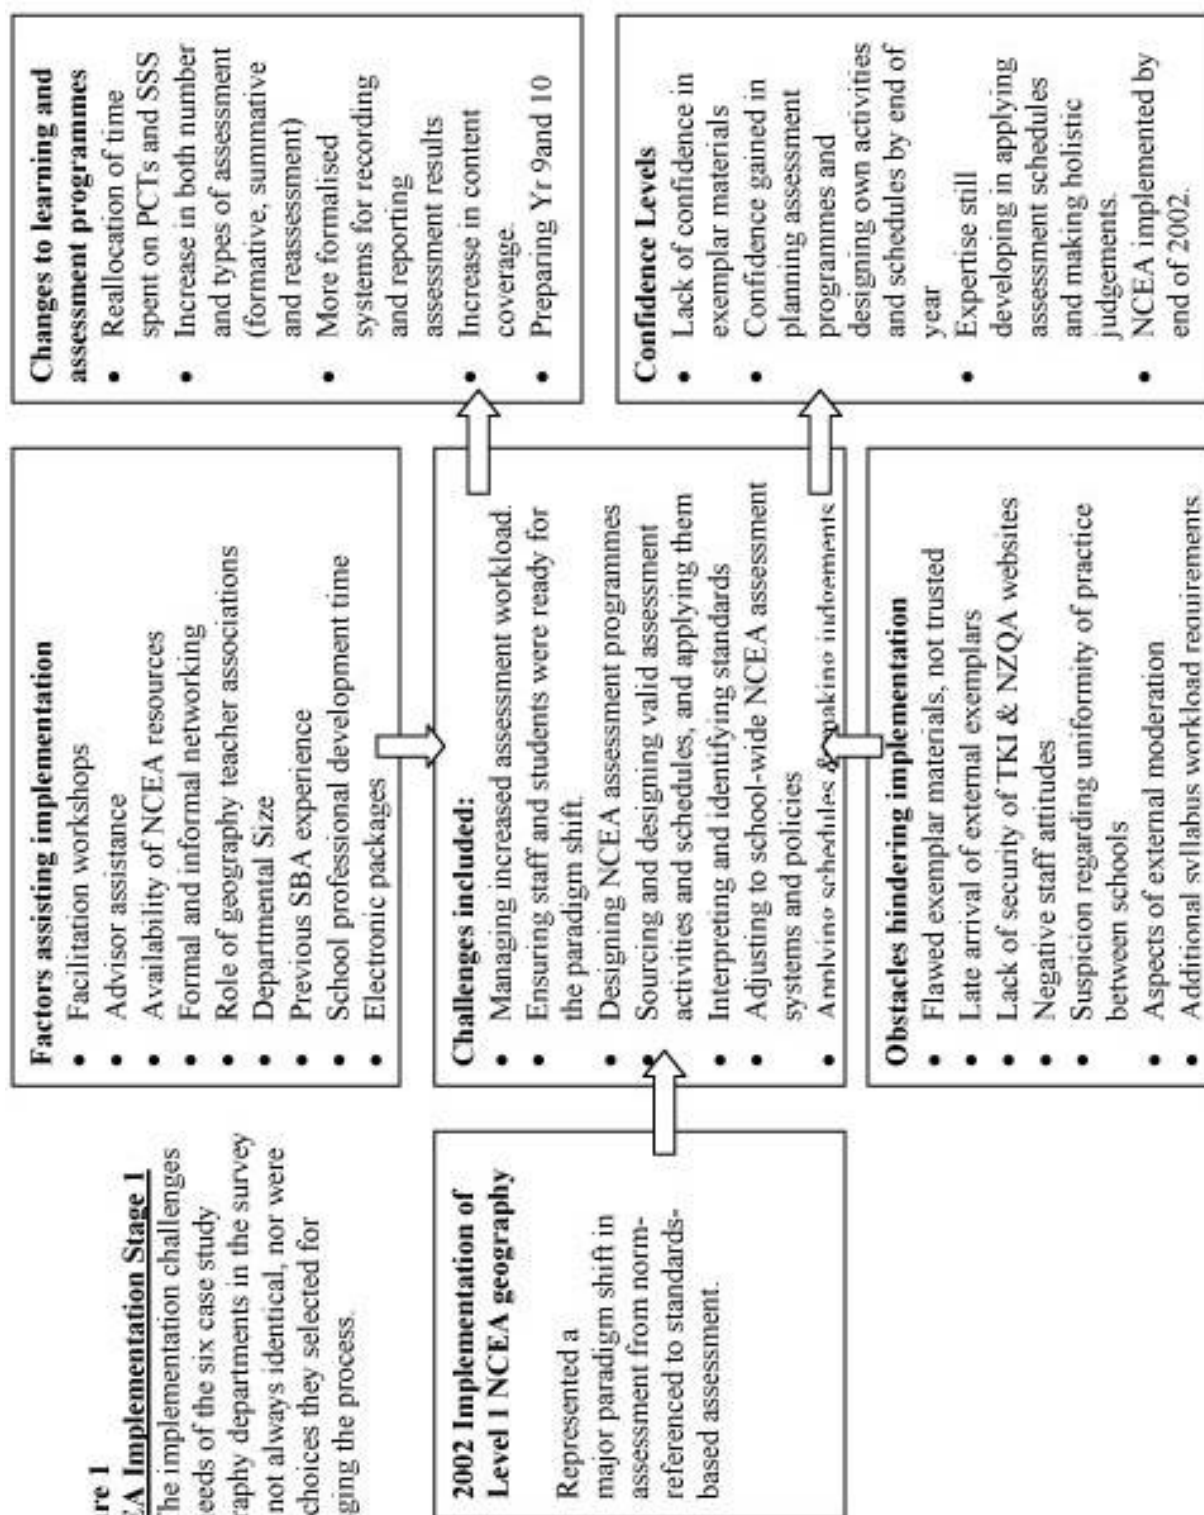 re 1
EA Implementation Stage 1
The implementation challenges
eeds of the six case study
raphy departments in the survey
not always identical, nor were
choices they selected for
ging the process.
2002 Implementation of
Level 1 NCEA geography
Represented a
major paradigm shift in
assessment from norm-
referenced to standards-
based assessment.
Factors assisting implementation
• Facilitation workshops
• Advisor assistance
• Availability of NCEA resources
• Formal and informal networking
• Role of geography teacher associations
• Departmental Size
• Previous SBA experience
• School professional development time
• Electronic packages
Challenges included:
• Managing increased assessment workload.
• Ensuring staff and students were ready for
the paradigm shift.
• Designing NCEA assessment programmes
• Sourcing and designing valid assessment
activities and schedules, and applying them
• Interpreting and identifying standards
• Adjusting to school-wide NCEA assessment
systems and policies
• Applying schedules & making judgements
Obstacles hindering implementation
• Flawed exemplar materials, not trusted
• Late arrival of external exemplars
• Lack of security of TKI & NZQA websites
• Negative staff attitudes
• Suspicion regarding uniformity of practice
between schools
• Aspects of external moderation
• Additional syllabus workload requirements
Changes to learning and
assessment programmes
• Reallocation of time
spent on PCTs and SSS
• Increase in both number
and types of assessment
(formative, summative
and reassessment)
• More formalised
systems for recording
and reporting
assessment results
• Increase in content
coverage.
• Preparing Yr 9and 10
Confidence Levels
• Lack of confidence in
exemplar materials
• Confidence gained in
planning assessment
programmes and
designing own activities
and schedules by end of
year
• Expertise still
developing in applying
assessment schedules
and making holistic
judgements.
• NCEA implemented by
end of 2002.